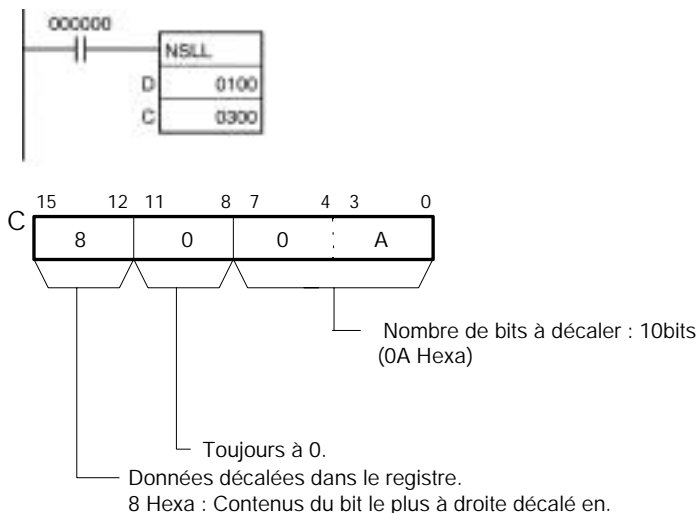 000000
NSLL
D 0100
C 0300
15 12 11 8 7 4 3 0
C 8 0 0 A
Nombre de bits à décaler : 10bits
(0A Hexa)
Toujours à 0.
Données décalées dans le registre.
8 Hexa : Contenus du bit le plus à droite décalé en.